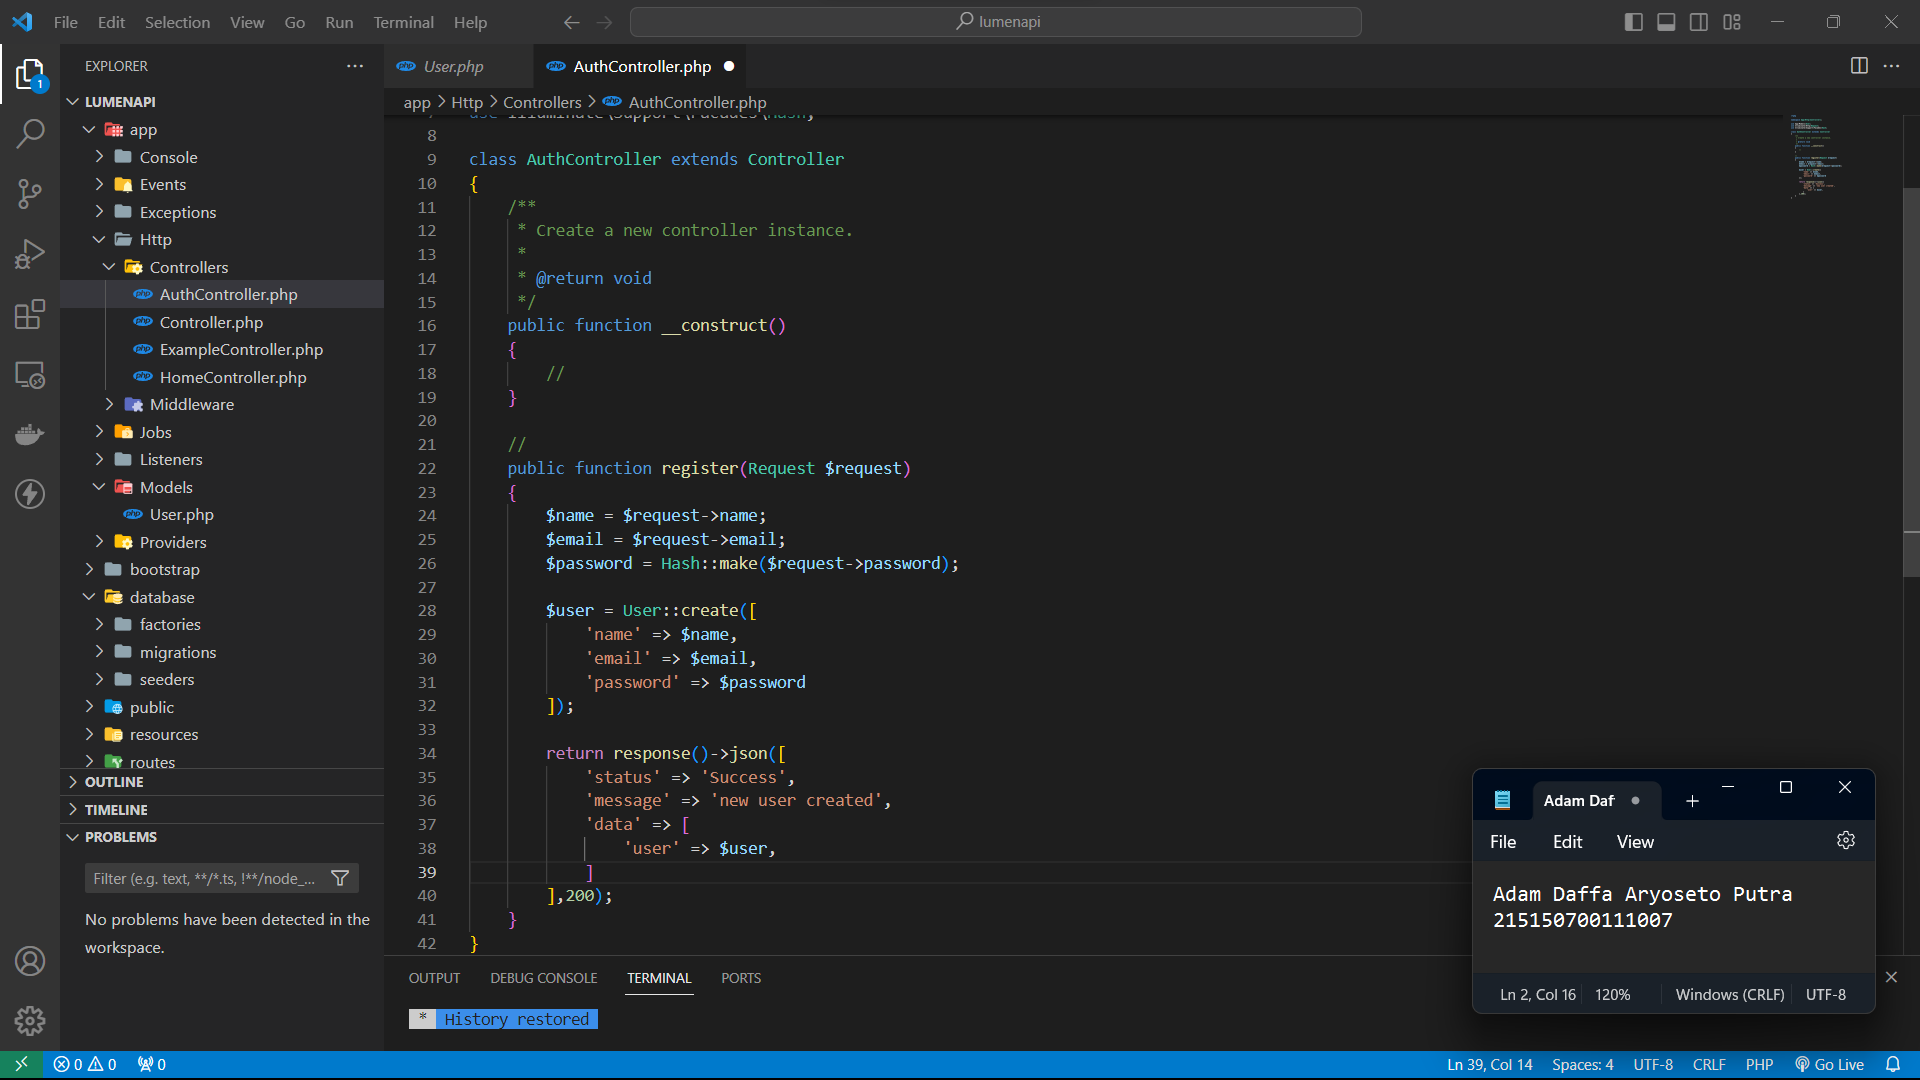 File Edit Selection View Go Run Terminal Help
lumenapi
EXPLORER
LUMENAPI
app
Console
Events
Exceptions
Http
Controllers
AuthController.php
Controller.php
ExampleController.php
HomeController.php
Middleware
Jobs
Listeners
Models
User.php
Providers
bootstrap
database
factories
migrations
seeders
public
resources
routes
OUTLINE
TIMELINE
PROBLEMS
Filter (e.g. text, **/*.ts, !**/node_...
No problems have been detected in the
workspace.
User.php
AuthController.php
app > Http > Controllers > AuthController.php
8
9 class AuthController extends Controller
10 {
11 /**
12 * Create a new controller instance.
13 *
14 * @return void
15 */
16 public function __construct()
17 {
18 //
19 }
20
21 //
22 public function register(Request $request)
23 {
24 $name = $request->name;
25 $email = $request->email;
26 $password = Hash::make($request->password);
27
28 $user = User::create([
29 'name' => $name,
30 'email' => $email,
31 'password' => $password
32 ]);
33
34 return response()->json([
35 'status' => 'Success',
36 'message' => 'new user created',
37 'data' => [
38 'user' => $user,
39 ]
40 ],200);
41 }
42 }
OUTPUT DEBUG CONSOLE TERMINAL PORTS
* History restored
Adam Daf
File Edit View
Adam Daffa Aryoseto Putra
215150700111007
Ln 2, Col 16 120% Windows (CRLF) UTF-8
0 0 0
Ln 39, Col 14 Spaces: 4 UTF-8 CRLF PHP Go Live